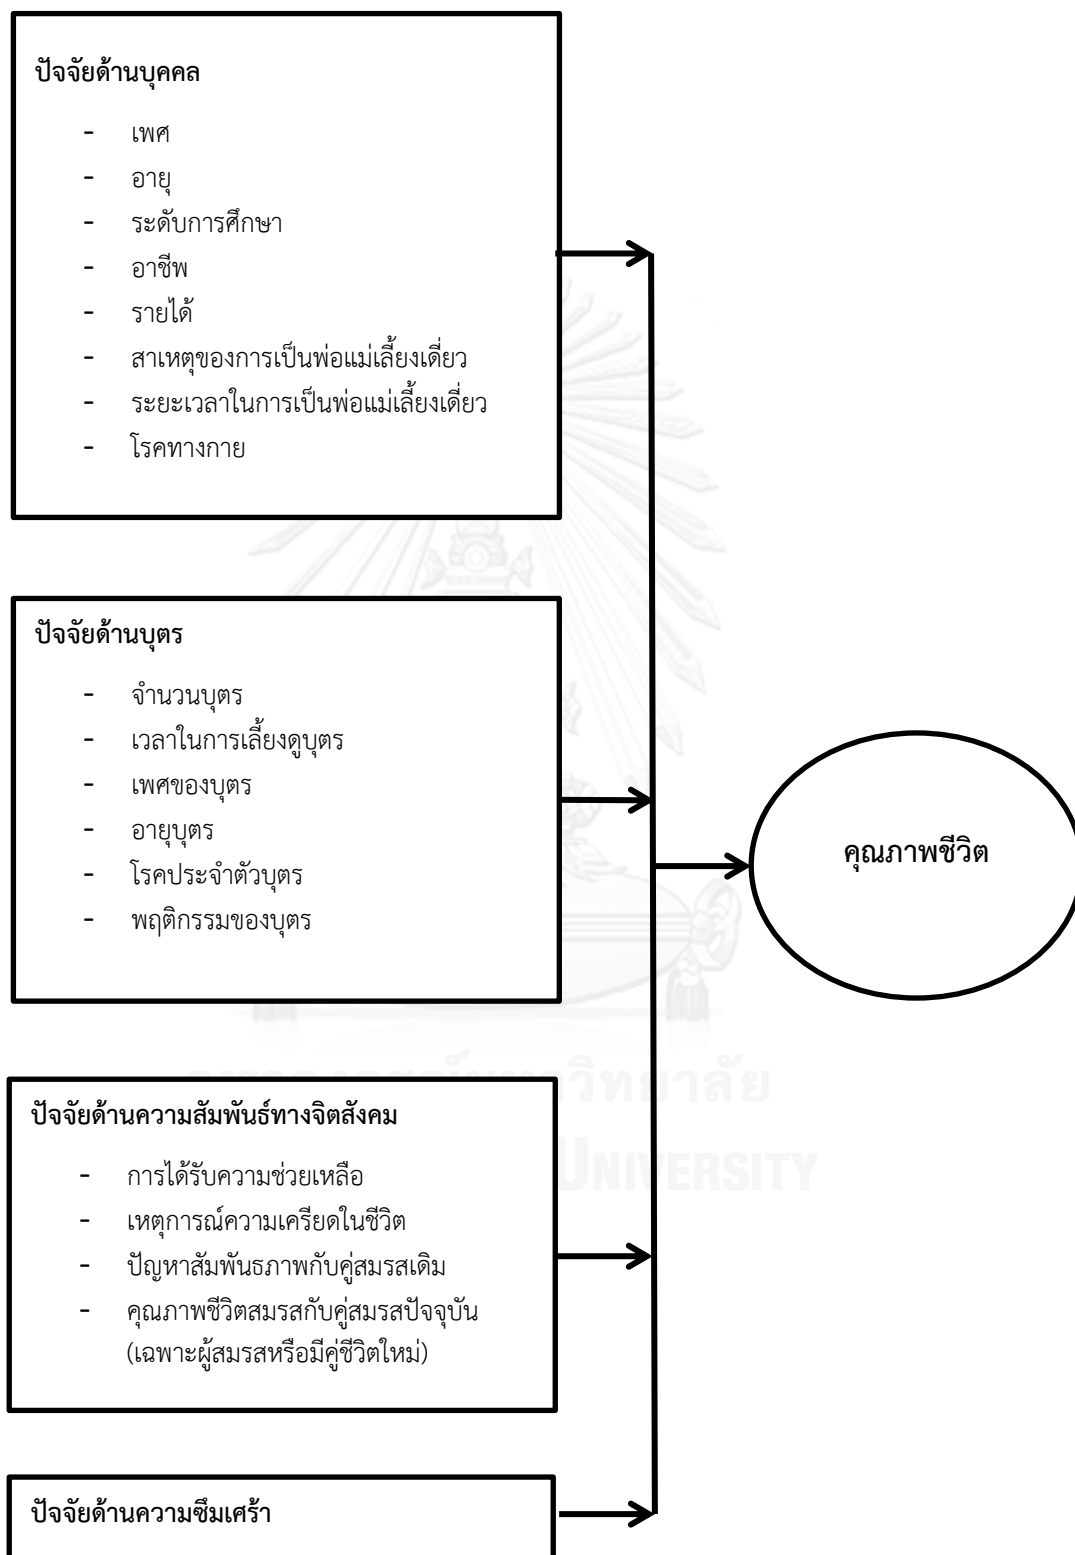 ปัจจัยด้านบุคคล
- เพศ
- อายุ
- ระดับการศึกษา
- อาชีพ
- รายได้
- สาเหตุของการเป็นพ่อแม่เลี้ยงเดี่ยว
- ระยะเวลาในการเป็นพ่อแม่เลี้ยงเดี่ยว
- โรคทางกาย
ปัจจัยด้านบุตร
- จำนวนบุตร
- เวลาในการเลี้ยงดูบุตร
- เพศของบุตร
- อายุบุตร
- โรคประจำตัวบุตร
- พฤติกรรมของบุตร
คุณภาพชีวิต
วิทยาลัย
UNIVERSITY
ปัจจัยด้านความสัมพันธ์ทางจิตสังคม
- การได้รับความช่วยเหลือ
- เหตุการณ์ความเครียดในชีวิต
- ปัญหาสัมพันธภาพกับคู่สมรสเดิม
- คุณภาพชีวิตสมรสกับคู่สมรสปัจจุบัน
(เฉพาะผู้สมรสหรือมีคู่ชีวิตใหม่)
ปัจจัยด้านความซึมเศร้า